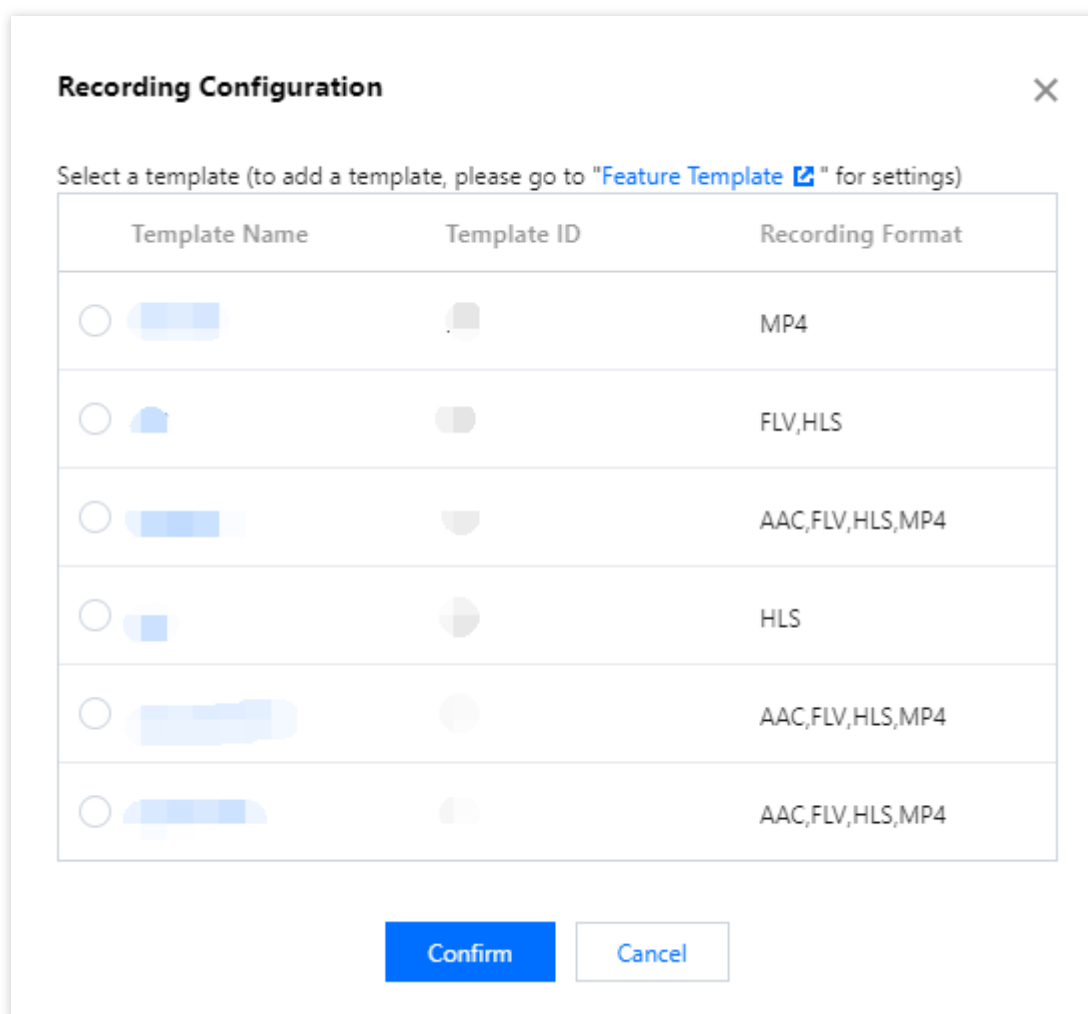 Recording Configuration
Select a template (to add a template, please go to "Feature Template " for settings)
Template Name Template ID Recording Format
MP4
FLV,HLS
AAC,FLV,HLS,MP4
HLS
AAC,FLV,HLS,MP4
AAC,FLV,HLS,MP4
Confirm Cancel